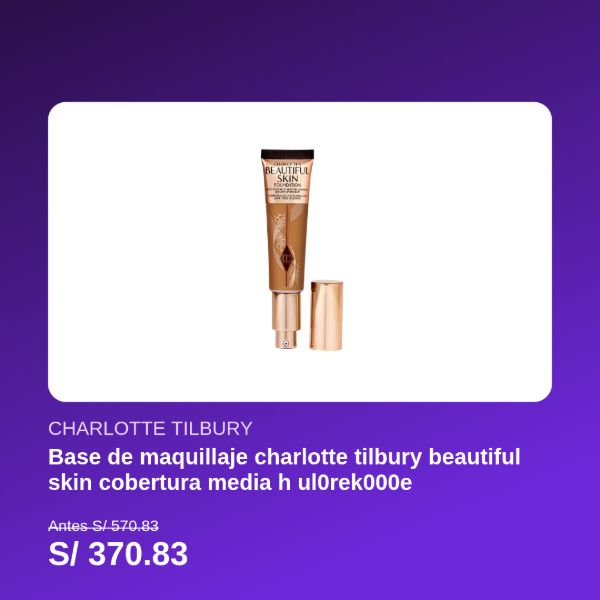 CHARLOTTE'S
BEAUTIFUL
SKIN
FOUNDATION
CHARLOTTE TILBURY
Base de maquillaje charlotte tilbury beautiful
skin cobertura media h ul0rek000e
Antes S/ 570.83
S/ 370.83